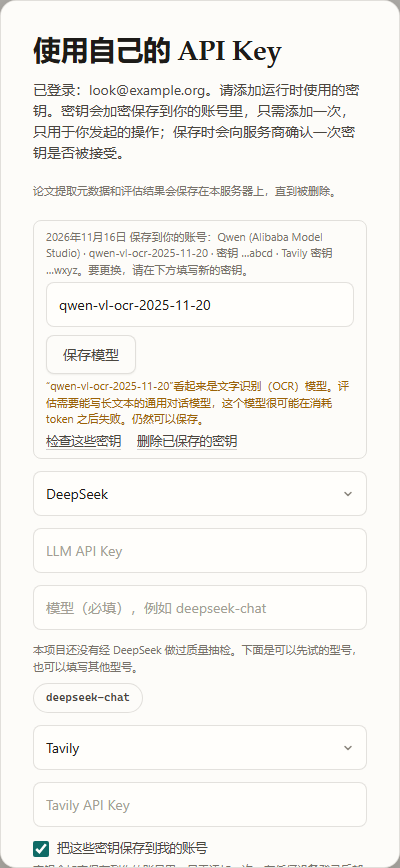 使用自己的 API Key
已登录：look@example.org。请添加运行时使用的密
钥。密钥会加密保存到你的账号里，只需添加一次，
只用于你发起的操作；保存时会向服务商确认一次密
钥是否被接受。
论文提取元数据和评估结果会保存在本服务器上，直到被删除。
2026年11月16日 保存到你的账号：Qwen (Alibaba Model
Studio) · qwen-vl-ocr-2025-11-20 · 密钥 ...abcd · Tavily 密钥
...wxyz。要更换，请在下方填写新的密钥。
qwen-vl-ocr-2025-11-20
保存模型
"qwen-vl-ocr-2025-11-20"看起来是文字识别（OCR）模型。评
估需要能写长文本的通用对话模型，这个模型很可能在消耗
token 之后失败。仍然可以保存。
检查这些密钥 删除已保存的密钥
DeepSeek
LLM API Key
模型（必填），例如 deepseek-chat
本项目还没有经 DeepSeek 做过质量抽检。下面是可以先试的型号，
也可以填写其他型号。
deepseek-chat
Tavily
Tavily API Key
把这些密钥保存到我的账号